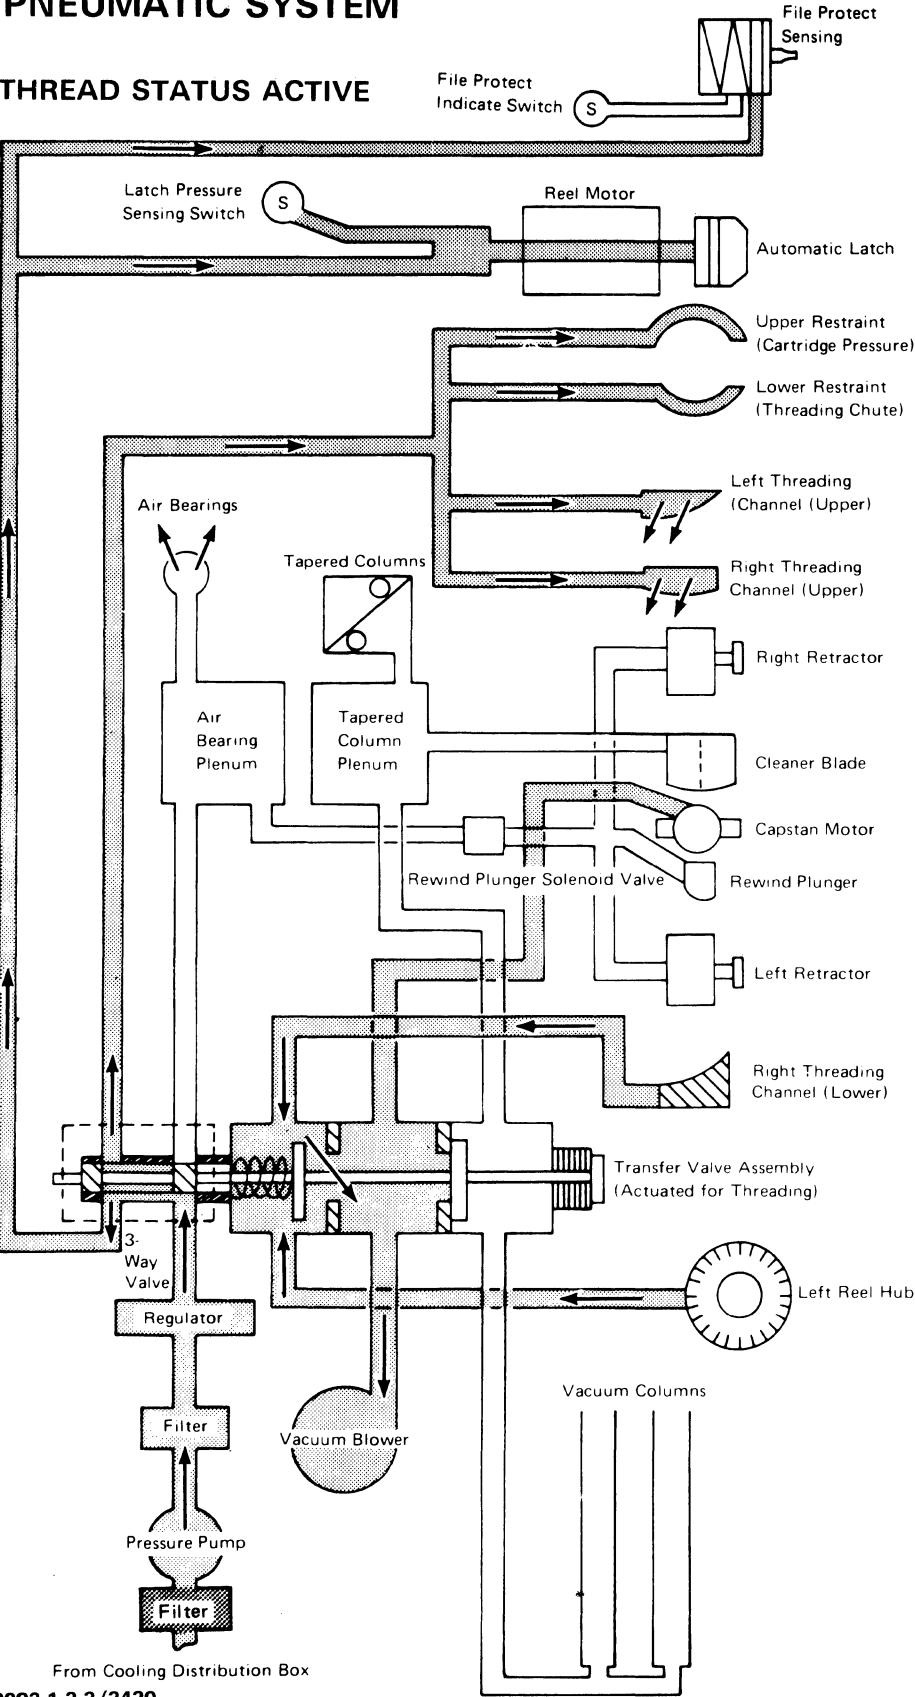 PNEUMATIC SYSTEM
THREAD STATUS ACTIVE
File Protect
Sensing
File Protect
Indicate Switch
S
Latch Pressure
Sensing Switch
S
Reel Motor
Automatic Latch
Upper Restraint
(Cartridge Pressure)
Lower Restraint
(Threading Chute)
Left Threading
(Channel (Upper)
Right Threading
Channel (Upper)
Air Bearings
Tapered Columns
Right Retractor
Air
Bearing
Plenum
Tapered
Column
Plenum
Cleaner Blade
Capstan Motor
Rewind Plunger Solenoid Valve
Rewind Plunger
Left Retractor
Right Threading
Channel (Lower)
Transfer Valve Assembly
(Actuated for Threading)
3-
Way
Valve
Left Reel Hub
Regulator
Vacuum Columns
Filter
Vacuum Blower
Pressure Pump
Filter
From Cooling Distribution Box